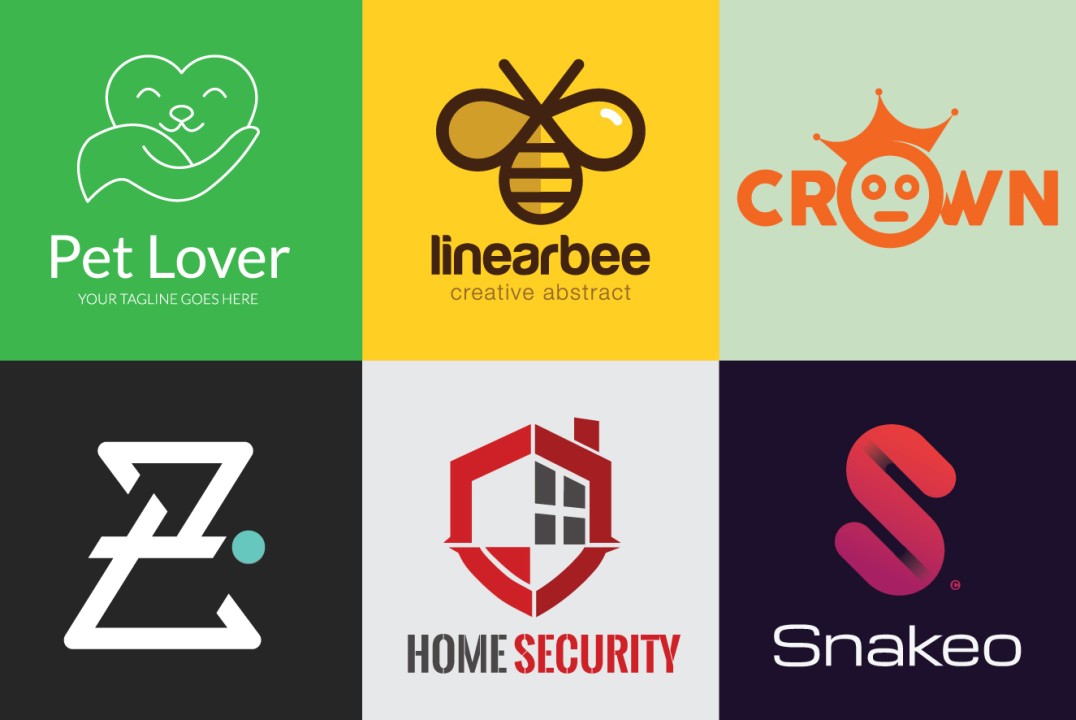 Pet Lover
YOUR TAGLINE GOES HERE
linearbee
creative abstract
CROWN
Z
HOME SECURITY
S
©
Snakeo